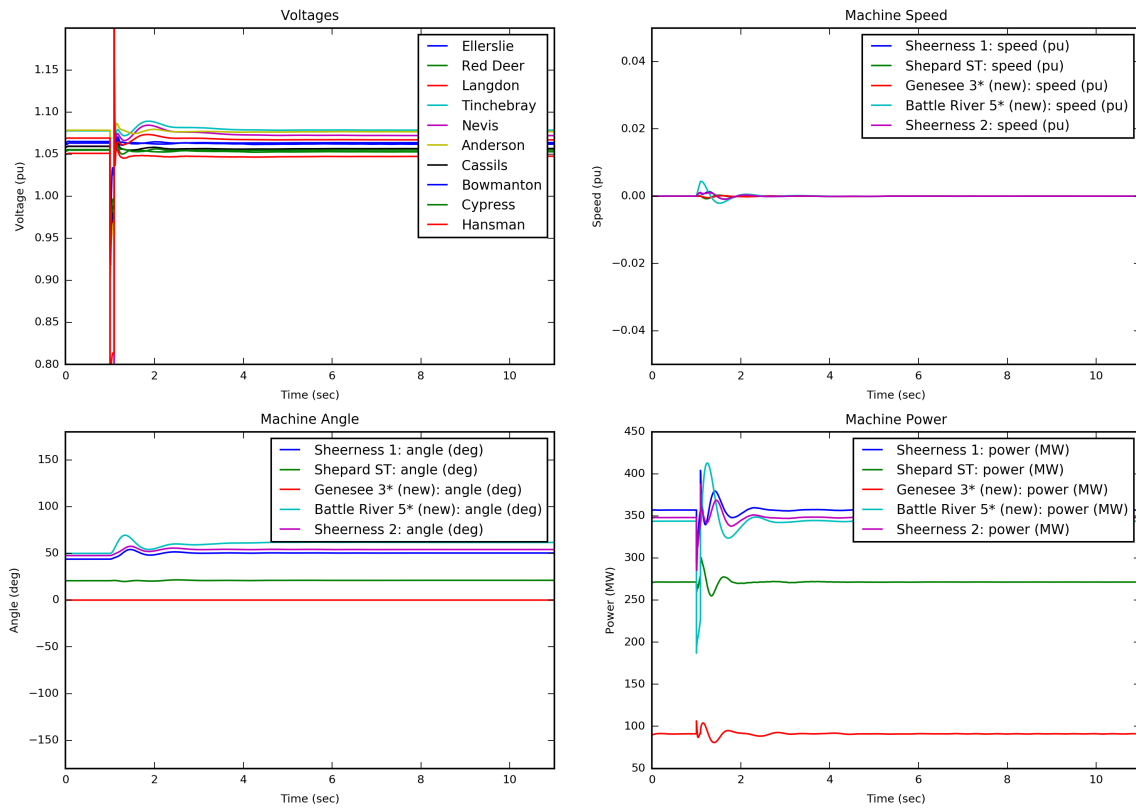 Voltages
1.15
1.10
1.05
1.00
0.95
0.90
0.85
0.80
Voltage (pu)
Ellerslie
Red Deer
Langdon
Tinchebray
Nevis
Anderson
Cassils
Bowmanton
Cypress
Hansman
0 2 4 6 8 10
Time (sec)
Machine Speed
0.04
0.02
0.00
−0.02
−0.04
Speed (pu)
Sheerness 1: speed (pu)
Shepard ST: speed (pu)
Genesee 3* (new): speed (pu)
Battle River 5* (new): speed (pu)
Sheerness 2: speed (pu)
0 2 4 6 8 10
Time (sec)
Machine Angle
150
100
50
0
−50
−100
−150
Angle (deg)
Sheerness 1: angle (deg)
Shepard ST: angle (deg)
Genesee 3* (new): angle (deg)
Battle River 5* (new): angle (deg)
Sheerness 2: angle (deg)
0 2 4 6 8 10
Time (sec)
Machine Power
450
400
350
300
250
200
150
100
50
Power (MW)
Sheerness 1: power (MW)
Shepard ST: power (MW)
Genesee 3* (new): power (MW)
Battle River 5* (new): power (MW)
Sheerness 2: power (MW)
0 2 4 6 8 10
Time (sec)